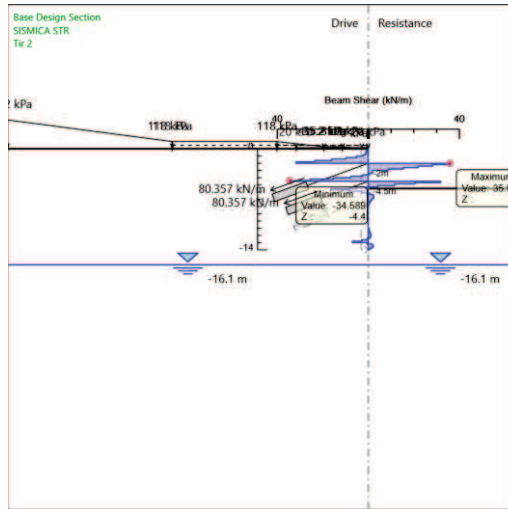 Base Design Section
SISMICA STR
Tir 2
Drive
Resistance
Beam Shear (kN/m)
2 kPa
40
40
118 kPa
118 kPa
0
-2m
Maximum
Value: 35.
Z
80.357 kN/m
-4.5m
80.357 kN/m
Minimum
Value: -34.589
Z -4.4
-14
-16.1 m
-16.1 m